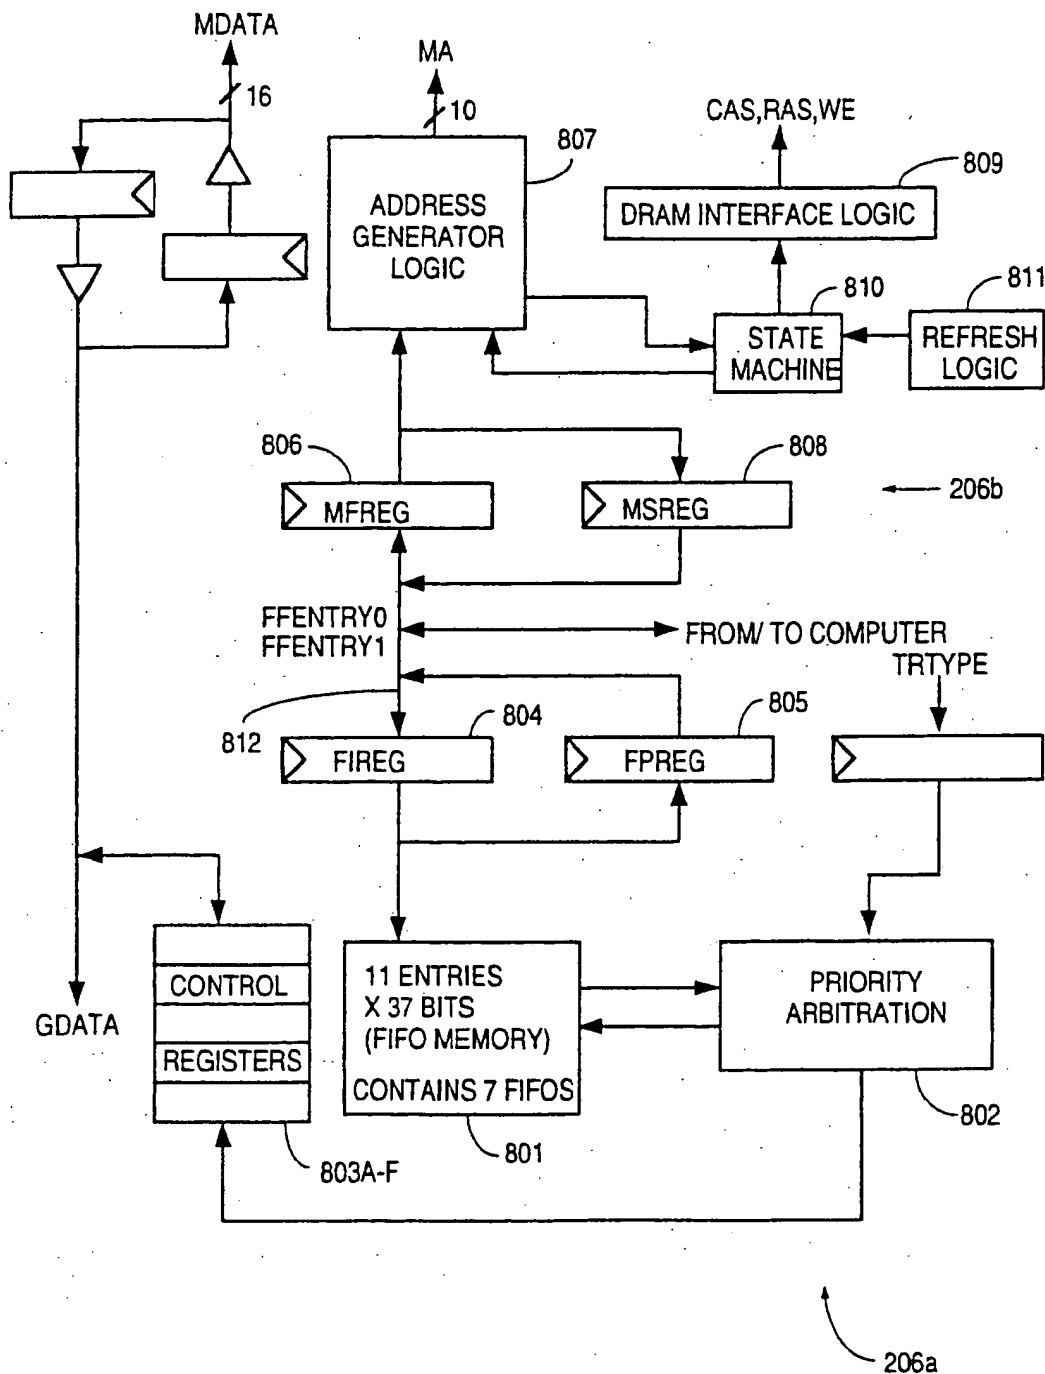 MDATA
16
MA
10
807
ADDRESS
GENERATOR
LOGIC
CAS,RAS,WE
809
DRAM INTERFACE LOGIC
810
811
STATE
MACHINE
REFRESH
LOGIC
806
MFREG
808
MSREG
206b
FFENTRY0
FFENTRY1
FROM/ TO COMPUTER
TRTYPE
812
804
FIREG
805
FPREG
GDATA
CONTROL
REGISTERS
803A-F
11 ENTRIES
X 37 BITS
(FIFO MEMORY)
CONTAINS 7 FIFOS
801
PRIORITY
ARBITRATION
802
206a